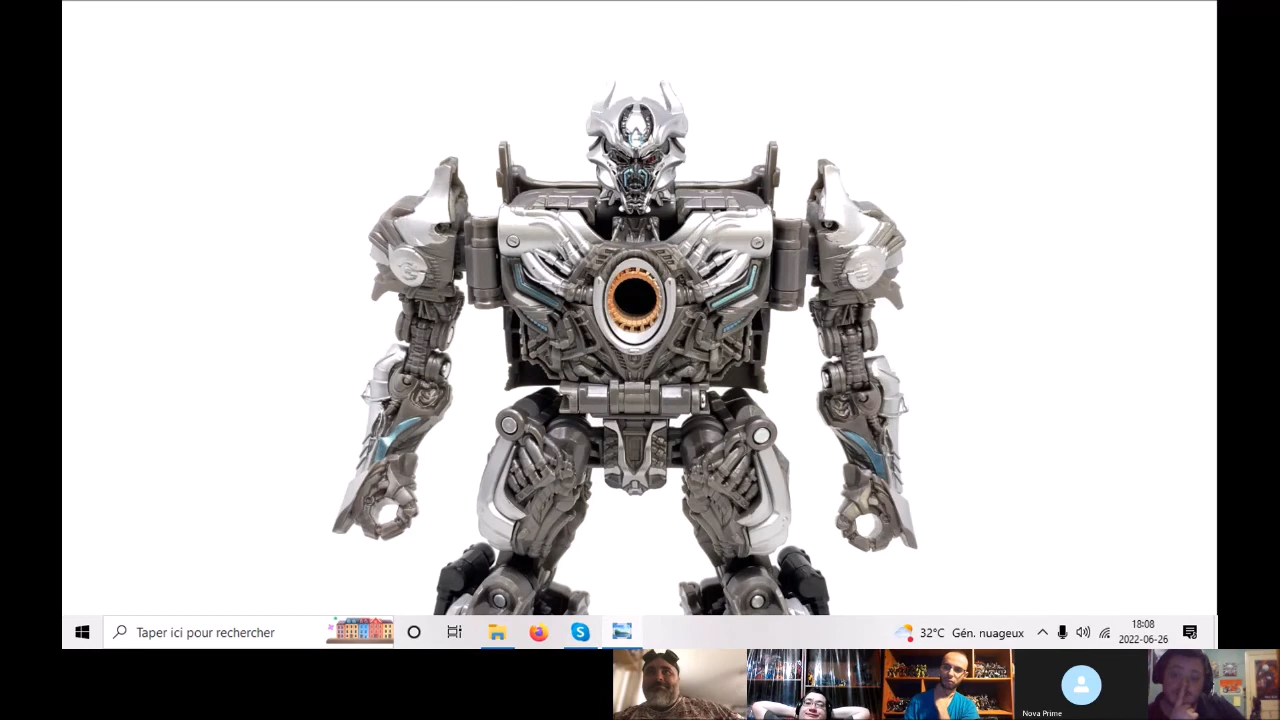 Taper ici pour rechercher
32°C Gén. nuageux
18:08
2022-06-26
Nova Prime